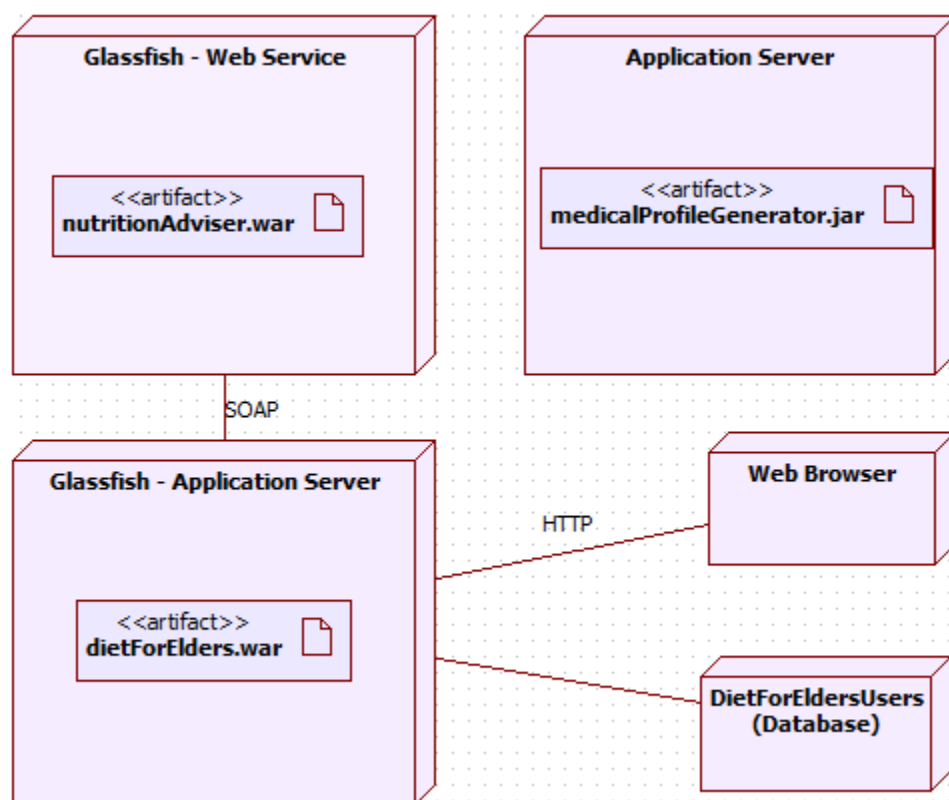 Glassfish - Web Service
<<artifact>>
nutritionAdviser.war
Application Server
<<artifact>>
medicalProfileGenerator.jar
SOAP
Glassfish - Application Server
<<artifact>>
dietForElders.war
HTTP
Web Browser
DietForEldersUsers
(Database)